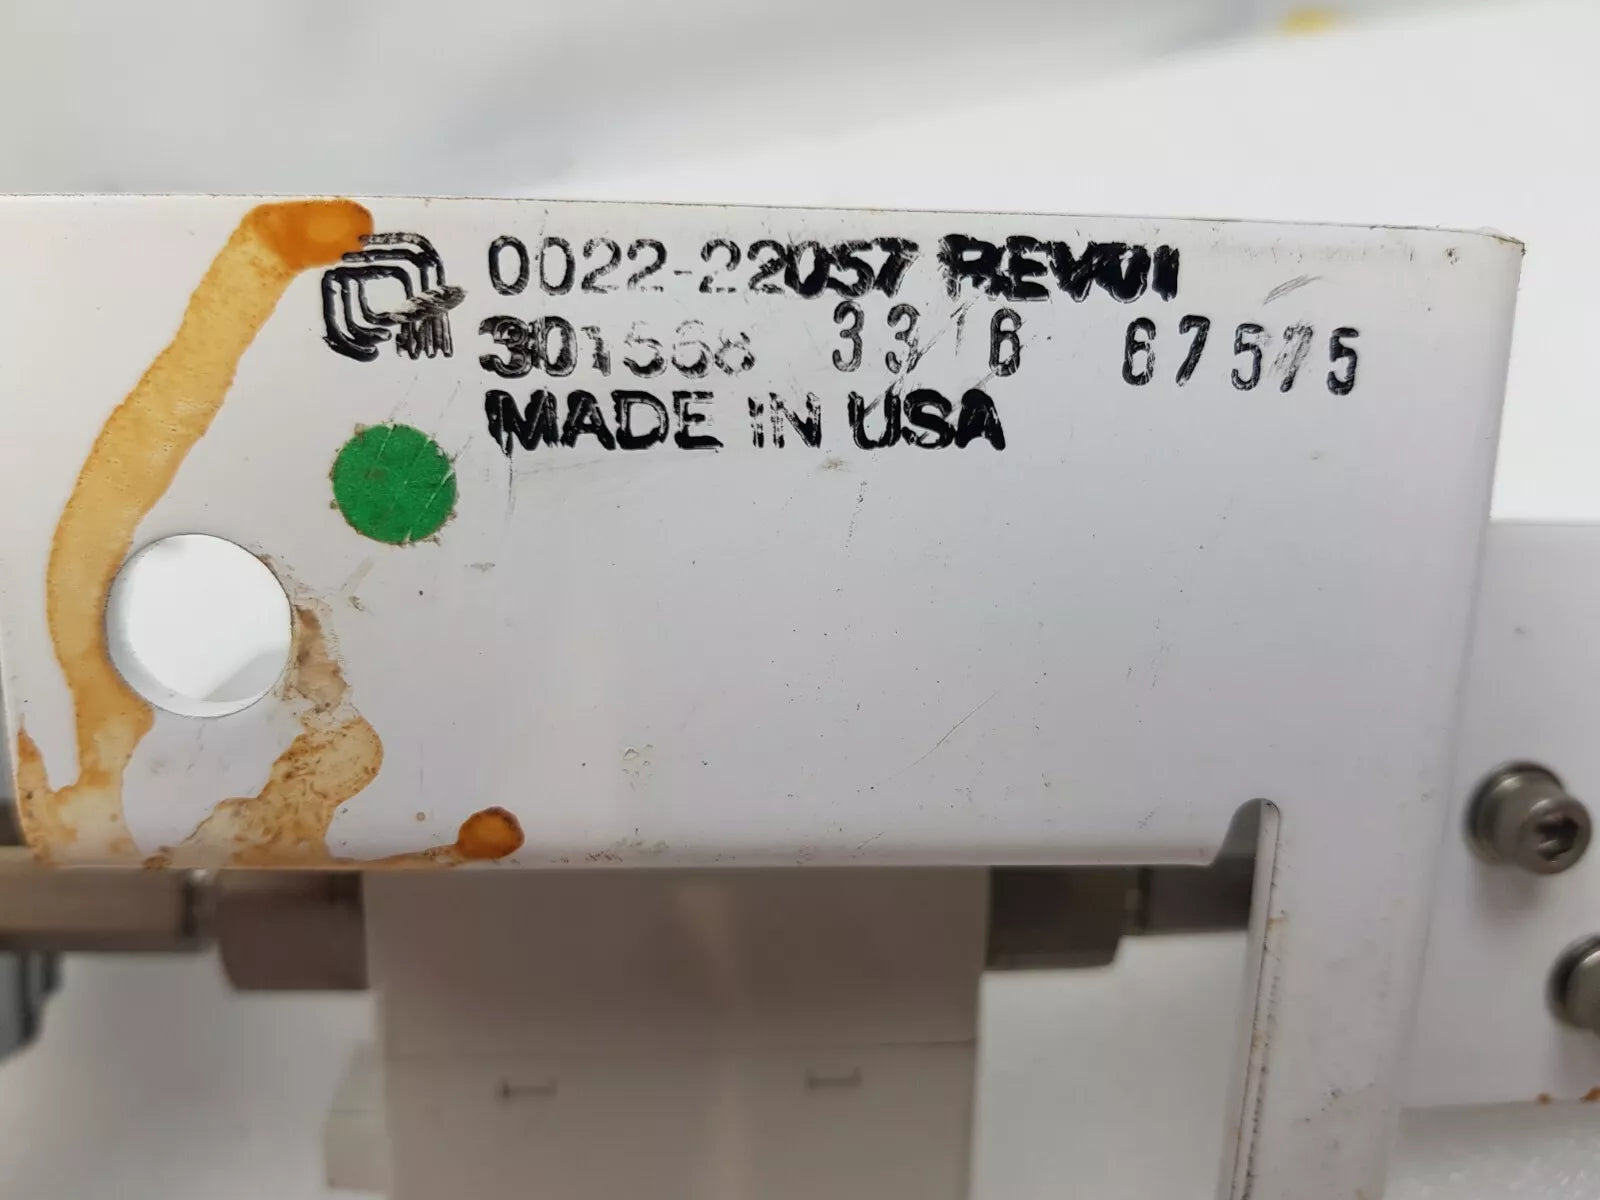 0022-22057 REV01
301568 3316 67575
MADE IN USA